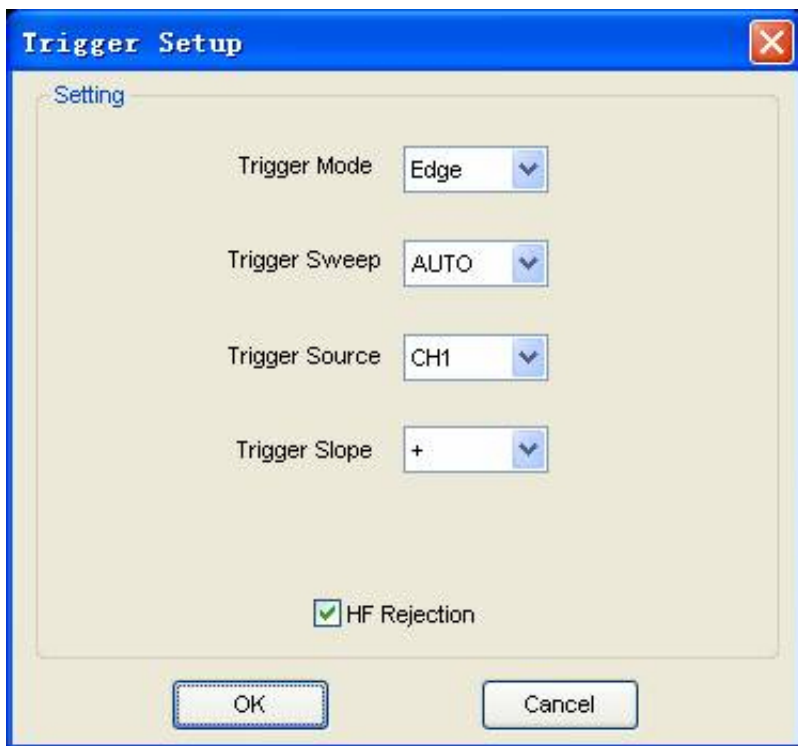 Trigger Setup
Setting
Trigger Mode Edge
Trigger Sweep AUTO
Trigger Source CH1
Trigger Slope +
HF Rejection
OK Cancel